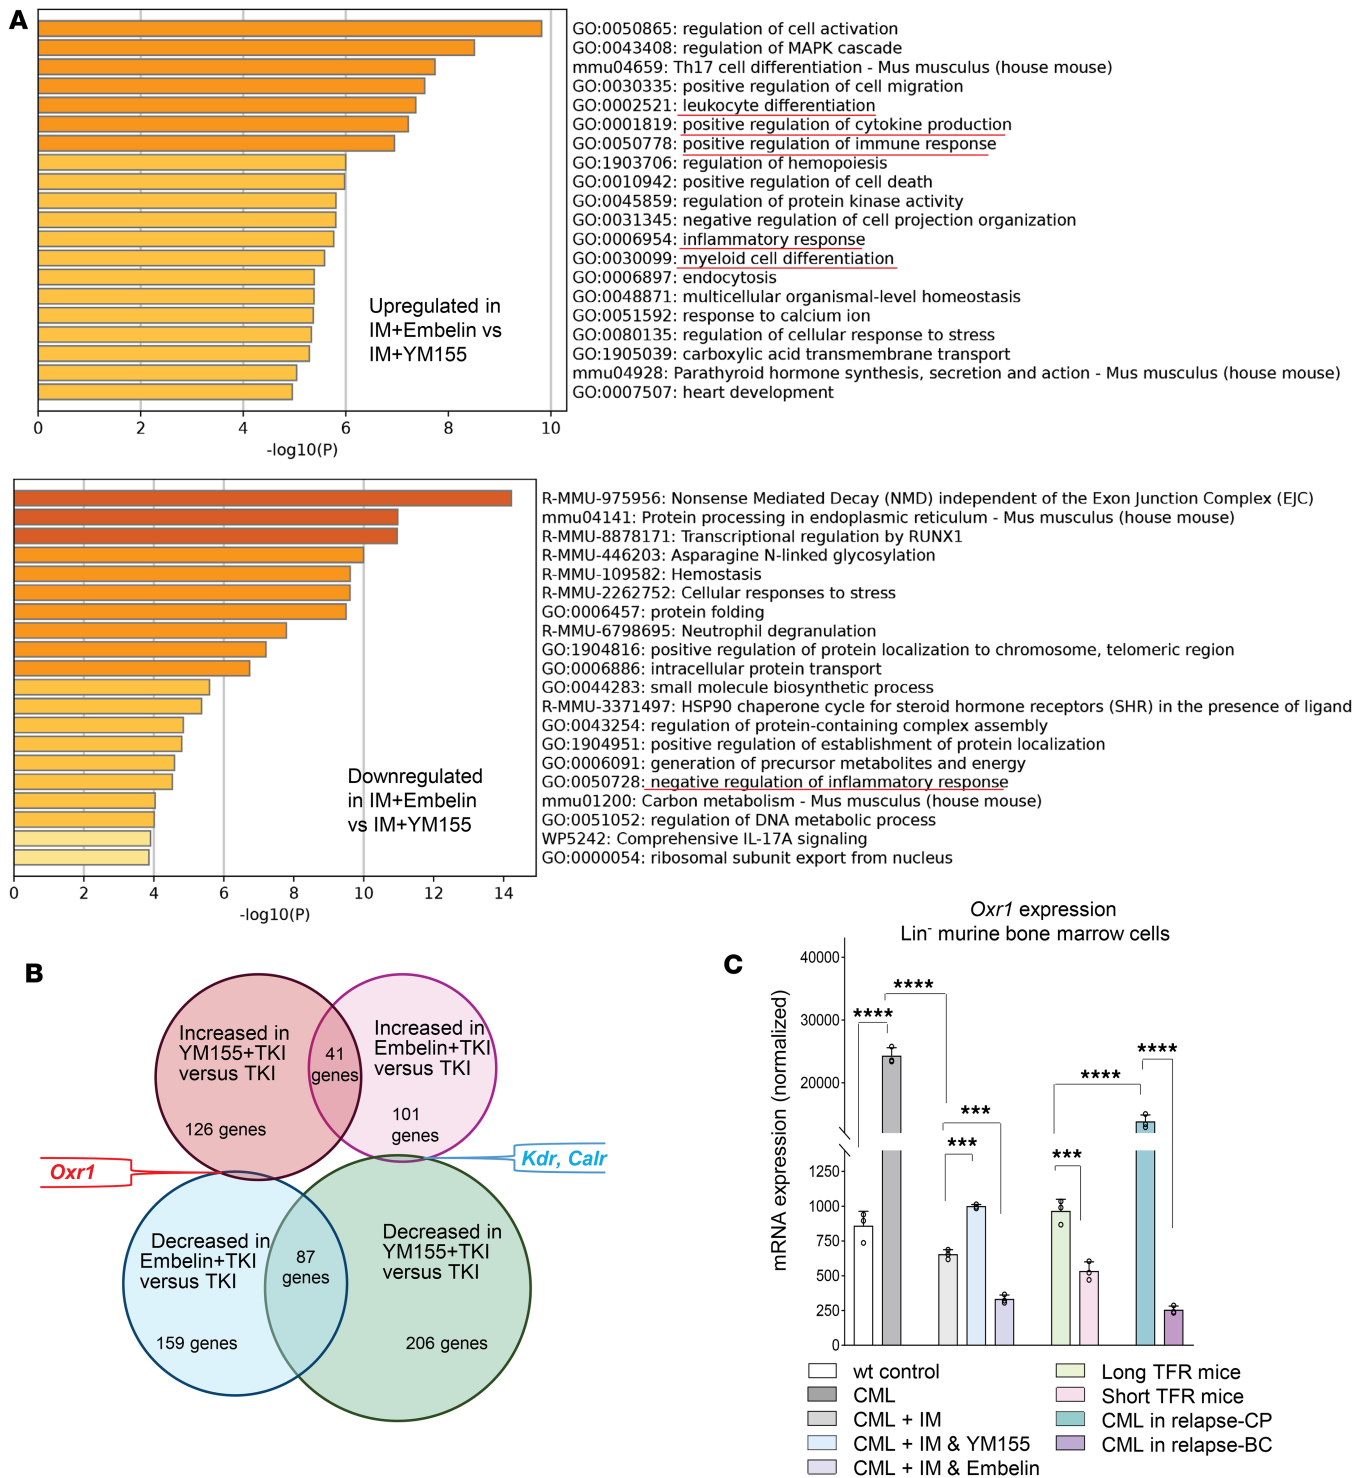 A
GO:0050865: regulation of cell activation
GO:0043408: regulation of MAPK cascade
mmu04659: Th17 cell differentiation - Mus musculus (house mouse)
GO:0030335: positive regulation of cell migration
GO:0002521: leukocyte differentiation
GO:0001819: positive regulation of cytokine production
GO:0050778: positive regulation of immune response
GO:1903706: regulation of hemopoiesis
GO:0010942: positive regulation of cell death
GO:0045859: regulation of protein kinase activity
GO:0031345: negative regulation of cell projection organization
GO:0006954: inflammatory response
GO:0030099: myeloid cell differentiation
GO:0006897: endocytosis
GO:0048871: multicellular organismal-level homeostasis
GO:0051592: response to calcium ion
GO:0080135: regulation of cellular response to stress
GO:1905039: carboxylic acid transmembrane transport
mmu04928: Parathyroid hormone synthesis, secretion and action - Mus musculus (house mouse)
GO:0007507: heart development
Upregulated in
IM+Embelin vs
IM+YM155
0 2 4 6 8 10
-log10(P)
R-MMU-975956: Nonsense Mediated Decay (NMD) independent of the Exon Junction Complex (EJC)
mmu04141: Protein processing in endoplasmic reticulum - Mus musculus (house mouse)
R-MMU-8878171: Transcriptional regulation by RUNX1
R-MMU-446203: Asparagine N-linked glycosylation
R-MMU-109582: Hemostasis
R-MMU-2262752: Cellular responses to stress
GO:0006457: protein folding
R-MMU-6798695: Neutrophil degranulation
GO:1904816: positive regulation of protein localization to chromosome, telomeric region
GO:0006886: intracellular protein transport
GO:0044283: small molecule biosynthetic process
R-MMU-3371497: HSP90 chaperone cycle for steroid hormone receptors (SHR) in the presence of ligand
GO:0043254: regulation of protein-containing complex assembly
GO:1904951: positive regulation of establishment of protein localization
GO:0006091: generation of precursor metabolites and energy
GO:0050728: negative regulation of inflammatory response
mmu01200: Carbon metabolism - Mus musculus (house mouse)
GO:0051052: regulation of DNA metabolic process
WP5242: Comprehensive IL-17A signaling
GO:0000054: ribosomal subunit export from nucleus
Downregulated
in IM+Embelin
vs IM+YM155
0 2 4 6 8 10 12 14
-log10(P)
B
Increased in
YM155+TKI
versus TKI
126 genes
41
genes
Increased in
Embelin+TKI
versus TKI
101
genes
Oxr1
Kdr, Calr
Decreased in
Embelin+TKI
versus TKI
159 genes
87
genes
Decreased in
YM155+TKI
versus TKI
206 genes
C
Oxr1 expression
Lin- murine bone marrow cells
mRNA expression (normalized)
40000
30000
20000
1250
1000
750
500
250
0
****
****
***
***
***
****
****
wt control
CML
CML + IM
CML + IM & YM155
CML + IM & Embelin
Long TFR mice
Short TFR mice
CML in relapse-CP
CML in relapse-BC